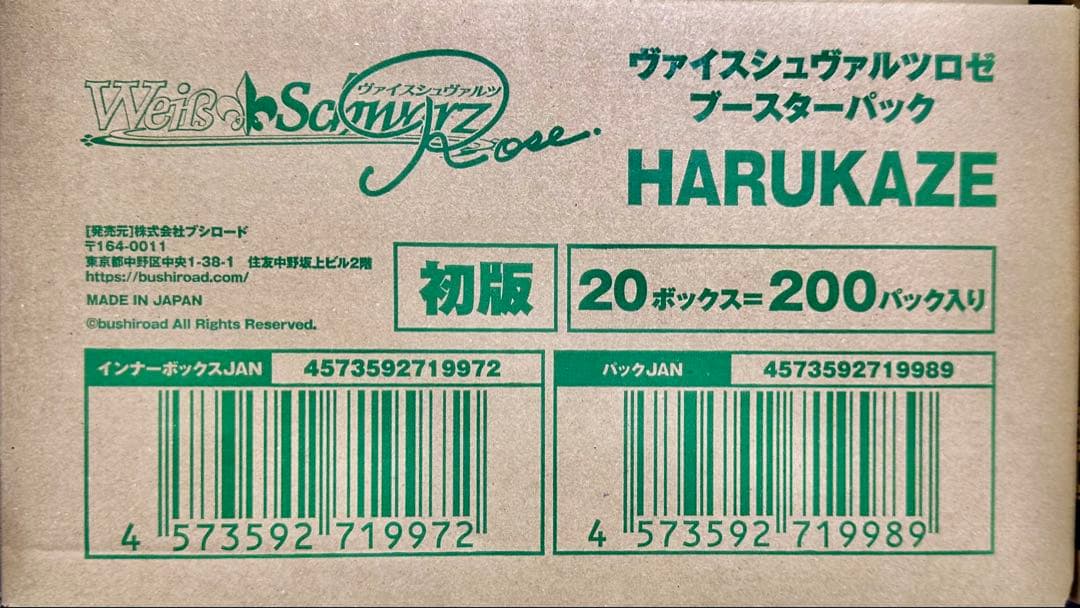 Weiß Schwarz
ヴァイスシュヴァルツ
Rose.
ヴァイスシュヴァルツロゼ
ブースターパック
HARUKAZE
[発売元]株式会社ブシロード
〒164-0011
東京都中野区中央1-38-1 住友中野坂上ビル2階
https://bushiroad.com/
MADE IN JAPAN
©bushiroad All Rights Reserved.
初版
20ボックス=200パック入り
インナーボックスJAN 4573592719972
4 573592 719972
パックJAN 4573592719989
4 573592 719989